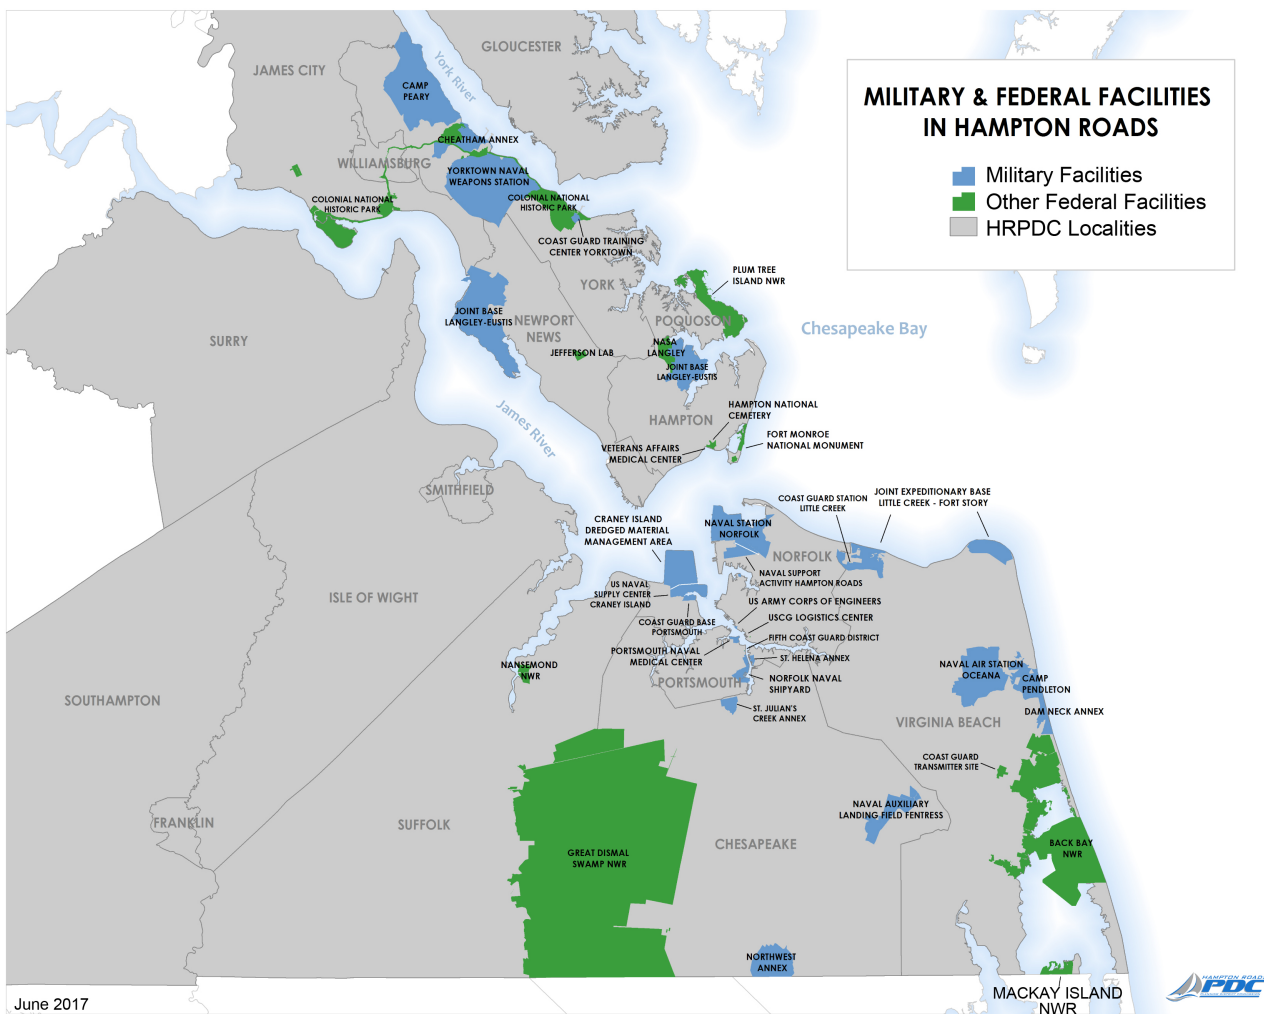 MILITARY & FEDERAL FACILITIES
IN HAMPTON ROADS
Military Facilities
Other Federal Facilities
HRPDC Localities
GLOUCESTER
JAMES CITY
York River
CAMP
PEARY
CHEATHAM ANNEX
WILLIAMSBURG
YORKTOWN NAVAL
WEAPONS STATION
COLONIAL NATIONAL
HISTORIC PARK
COLONIAL NATIONAL
HISTORIC PARK
COAST GUARD TRAINING
CENTER YORKTOWN
PLUM TREE
ISLAND NWR
YORK
SURRY
JOINT BASE
LANGLEY-EUSTIS
NEWPORT
NEWS
POQUOSON
Chesapeake Bay
JEFFERSON LAB
NASA
LANGLEY
JOINT BASE
LANGLEY-EUSTIS
James River
HAMPTON
HAMPTON NATIONAL
CEMETERY
FORT MONROE
NATIONAL MONUMENT
VETERANS AFFAIRS
MEDICAL CENTER
SMITHFIELD
CRANEY ISLAND
DREDGED MATERIAL
MANAGEMENT AREA
NAVAL STATION
NORFOLK
COAST GUARD STATION
LITTLE CREEK
JOINT EXPEDITIONARY BASE
LITTLE CREEK - FORT STORY
NORFOLK
NAVAL SUPPORT
ACTIVITY HAMPTON ROADS
ISLE OF WIGHT
US NAVAL
SUPPLY CENTER
CRANEY ISLAND
US ARMY CORPS OF ENGINEERS
COAST GUARD BASE
PORTSMOUTH
USCG LOGISTICS CENTER
FIFTH COAST GUARD DISTRICT
PORTSMOUTH NAVAL
MEDICAL CENTER
ST. HELENA ANNEX
NANSEMOND
NWR
PORTSMOUTH
NORFOLK NAVAL
SHIPYARD
NAVAL AIR STATION
OCEANA
CAMP
PENDLETON
SOUTHAMPTON
ST. JULIAN'S
CREEK ANNEX
DAM NECK ANNEX
VIRGINIA BEACH
COAST GUARD
TRANSMITTER SITE
FRANKLIN
SUFFOLK
NAVAL AUXILIARY
LANDING FIELD FENTRESS
CHESAPEAKE
GREAT DISMAL
SWAMP NWR
BACK BAY
NWR
NORTHWEST
ANNEX
MACKAY ISLAND
NWR
June 2017
HAMPTON ROADS
PDC